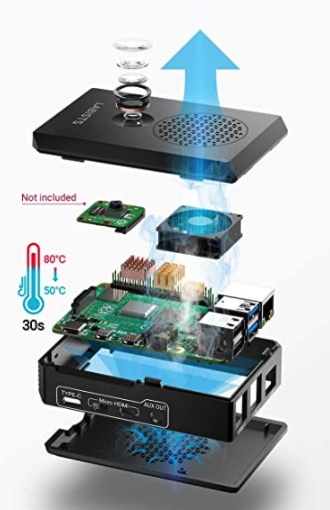 LABISTS
Not included
80°C
50°C
30s
TYPE-C
Micro HDMI
AUX OUT